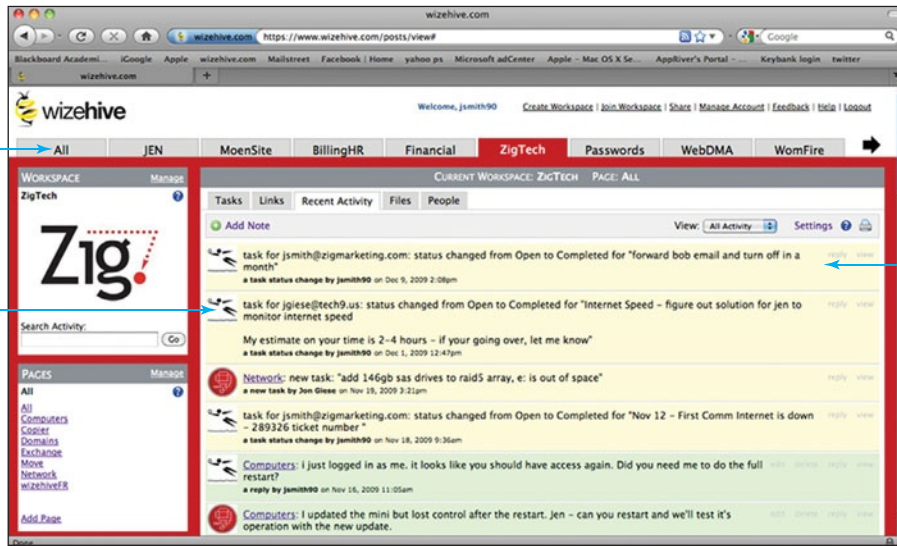 wizehive.com
wizehive.com https://www.wizehive.com/posts/view# Google
Blackboard Academi... iGoogle Apple wizehive.com Mailstreet Facebook | Home yahoo ps Microsoft adCenter Apple – Mac OS X Se... AppRiver's Portal – ... Keybank login twitter
wizehive.com +
wizehive
Welcome, jsmith90 Create Workspace | Join Workspace | Share | Manage Account | Feedback | Help | Logout
All JEN MoenSite BillingHR Financial ZigTech Passwords WebDMA WomFire
WORKSPACE Manage
ZigTech ?
Zig!
Search Activity:
Go
PAGES Manage
All ?
All
Computers
Copier
Domains
Exchange
Move
Network
wizehiveFR
Add Page
CURRENT WORKSPACE: ZIGTECH PAGE: ALL
Tasks Links Recent Activity Files People
Add Note View: All Activity Settings ?
task for jsmith@zigmarketing.com: status changed from Open to Completed for "forward bob email and turn off in a reply view
month"
a task status change by jsmith90 on Dec 9, 2009 2:08pm
task for jgiese@tech9.us: status changed from Open to Completed for "Internet Speed – figure out solution for jen to reply view
monitor internet speed
My estimate on your time is 2-4 hours – if your going over, let me know"
a task status change by jsmith90 on Dec 1, 2009 12:47pm
Network: new task: "add 146gb sas drives to raid5 array, e: is out of space" reply view
a new task by Jon Giese on Nov 19, 2009 3:21pm
task for jsmith@zigmarketing.com: status changed from Open to Completed for "Nov 12 – First Comm Internet is down reply view
– 289326 ticket number "
a task status change by jsmith90 on Nov 18, 2009 9:36am
Computers: i just logged in as me. it looks like you should have access again. Did you need me to do the full edit delete reply view
restart?
a reply by jsmith90 on Nov 16, 2009 11:05am
Computers: I updated the mini but lost control after the restart. Jen – can you restart and we'll test it's edit delete reply view
operation with the new update.
Done